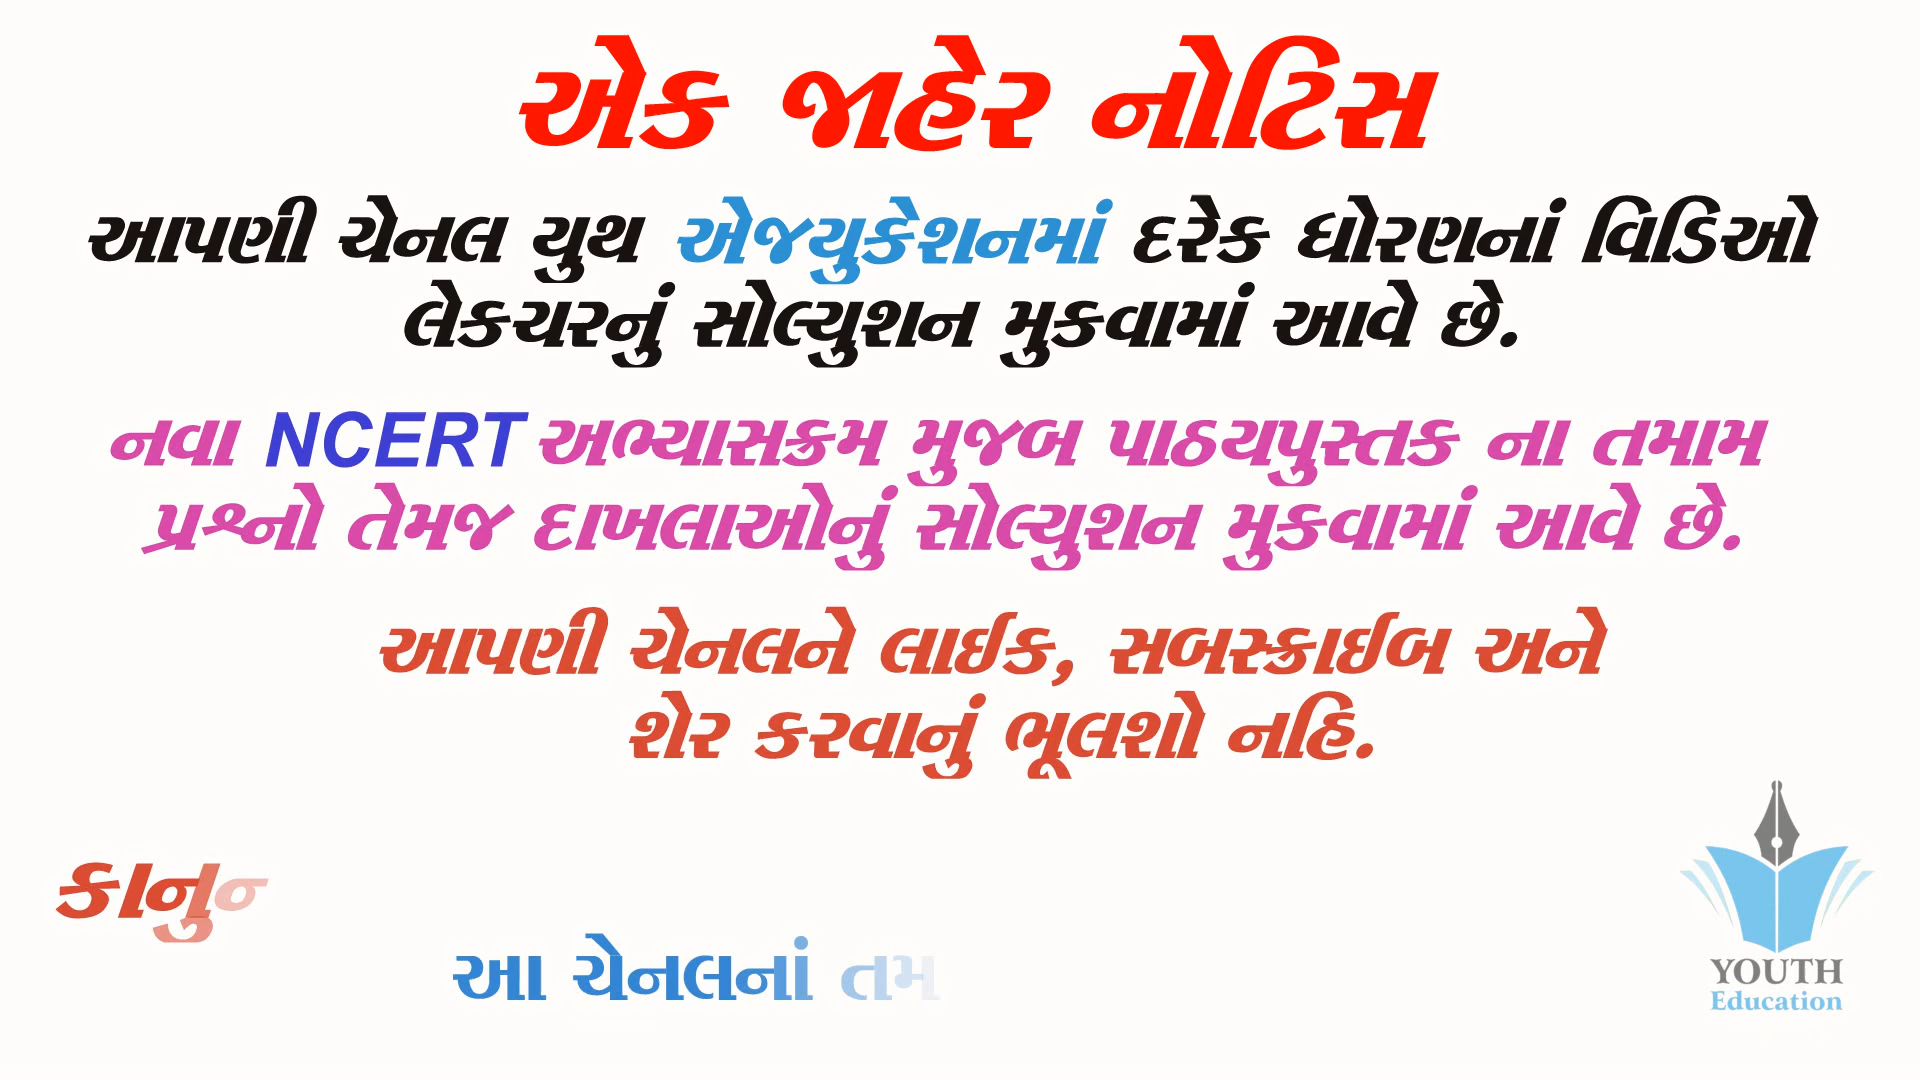 એક જાહેર નોટિસ
આપણી ચેનલ યુથ એજયુકેશનમાં દરેક ધોરણનાં વિડિઓ
લેકચરનું સોલ્યુશન મુકવામાં આવે છે.
નવા NCERT અભ્યાસક્રમ મુજબ પાઠયપુસ્તક ના તમામ
પ્રશ્નો તેમજ દાખલાઓનું સોલ્યુશન મુકવામાં આવે છે.
આપણી ચેનલને લાઈક, સબસ્ક્રાઈબ અને
શેર કરવાનું ભૂલશો નહિ.
આ ચેનલનાં તમ
YOUTH
Education